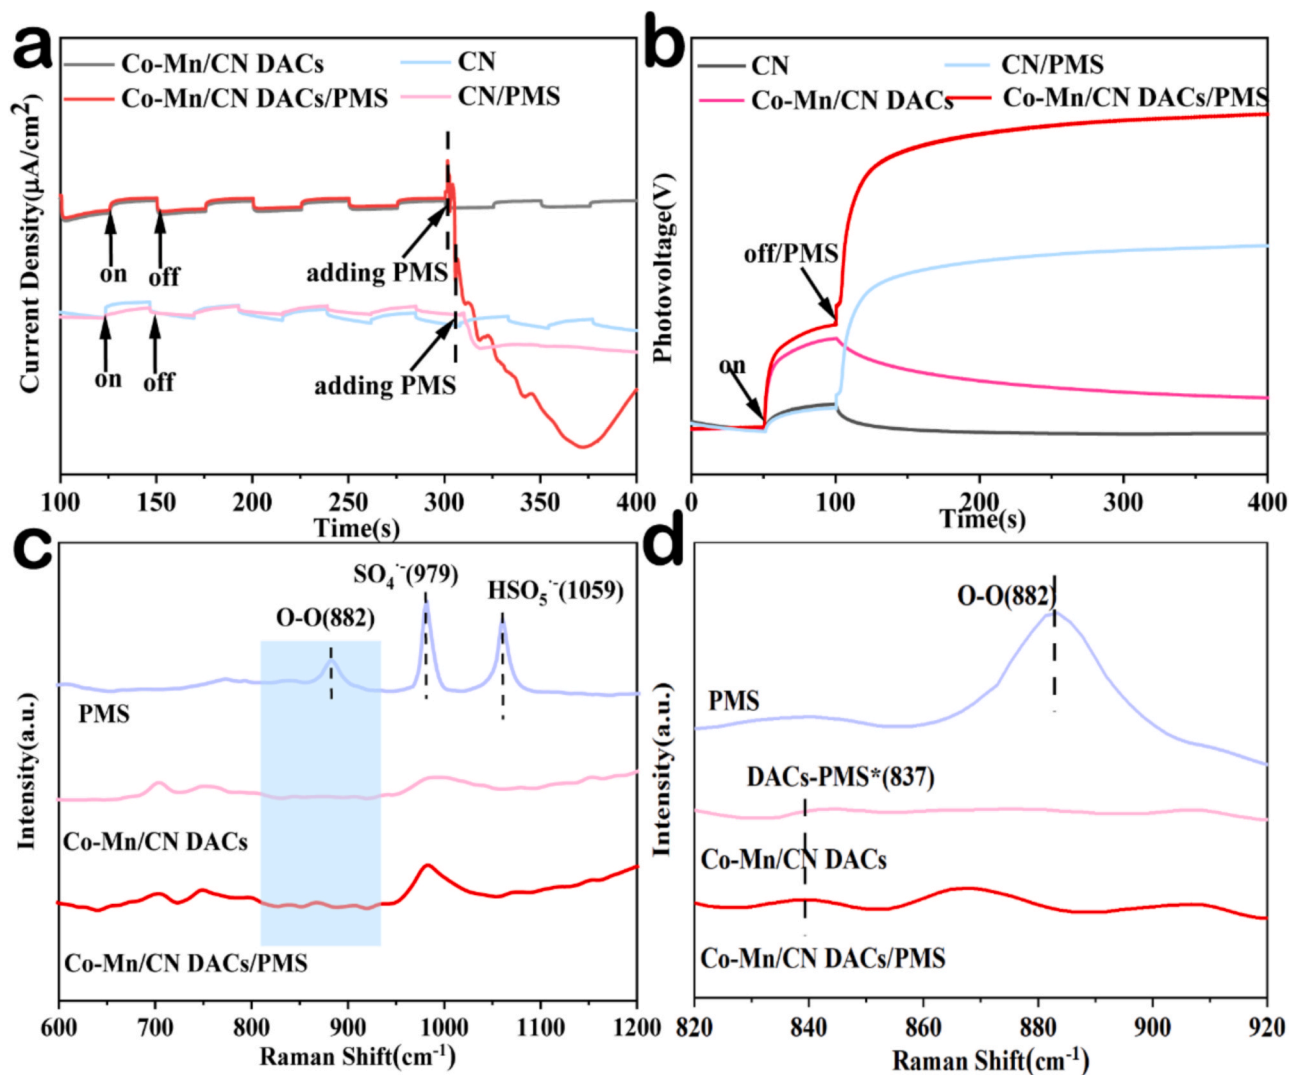 a
Co-Mn/CN DACs
CN
Co-Mn/CN DACs/PMS
CN/PMS
Current Density(μA/cm²)
on
off
adding PMS
on
off
adding PMS
100 150 200 250 300 350 400
Time(s)
b
CN
CN/PMS
Co-Mn/CN DACs
Co-Mn/CN DACs/PMS
Photovoltage(V)
off/PMS
on
0 100 200 300 400
Time(s)
c
SO₄·⁻(979)
HSO₅·⁻(1059)
O-O(882)
PMS
Co-Mn/CN DACs
Co-Mn/CN DACs/PMS
Intensity(a.u.)
600 700 800 900 1000 1100 1200
Raman Shift(cm⁻¹)
d
O-O(882)
PMS
DACs-PMS*(837)
Co-Mn/CN DACs
Co-Mn/CN DACs/PMS
Intensity(a.u.)
820 840 860 880 900 920
Raman Shift(cm⁻¹)